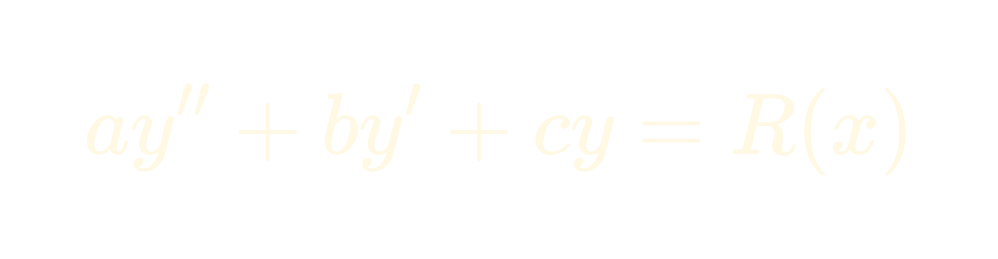 ay′′ + by′ + cy = R(x)